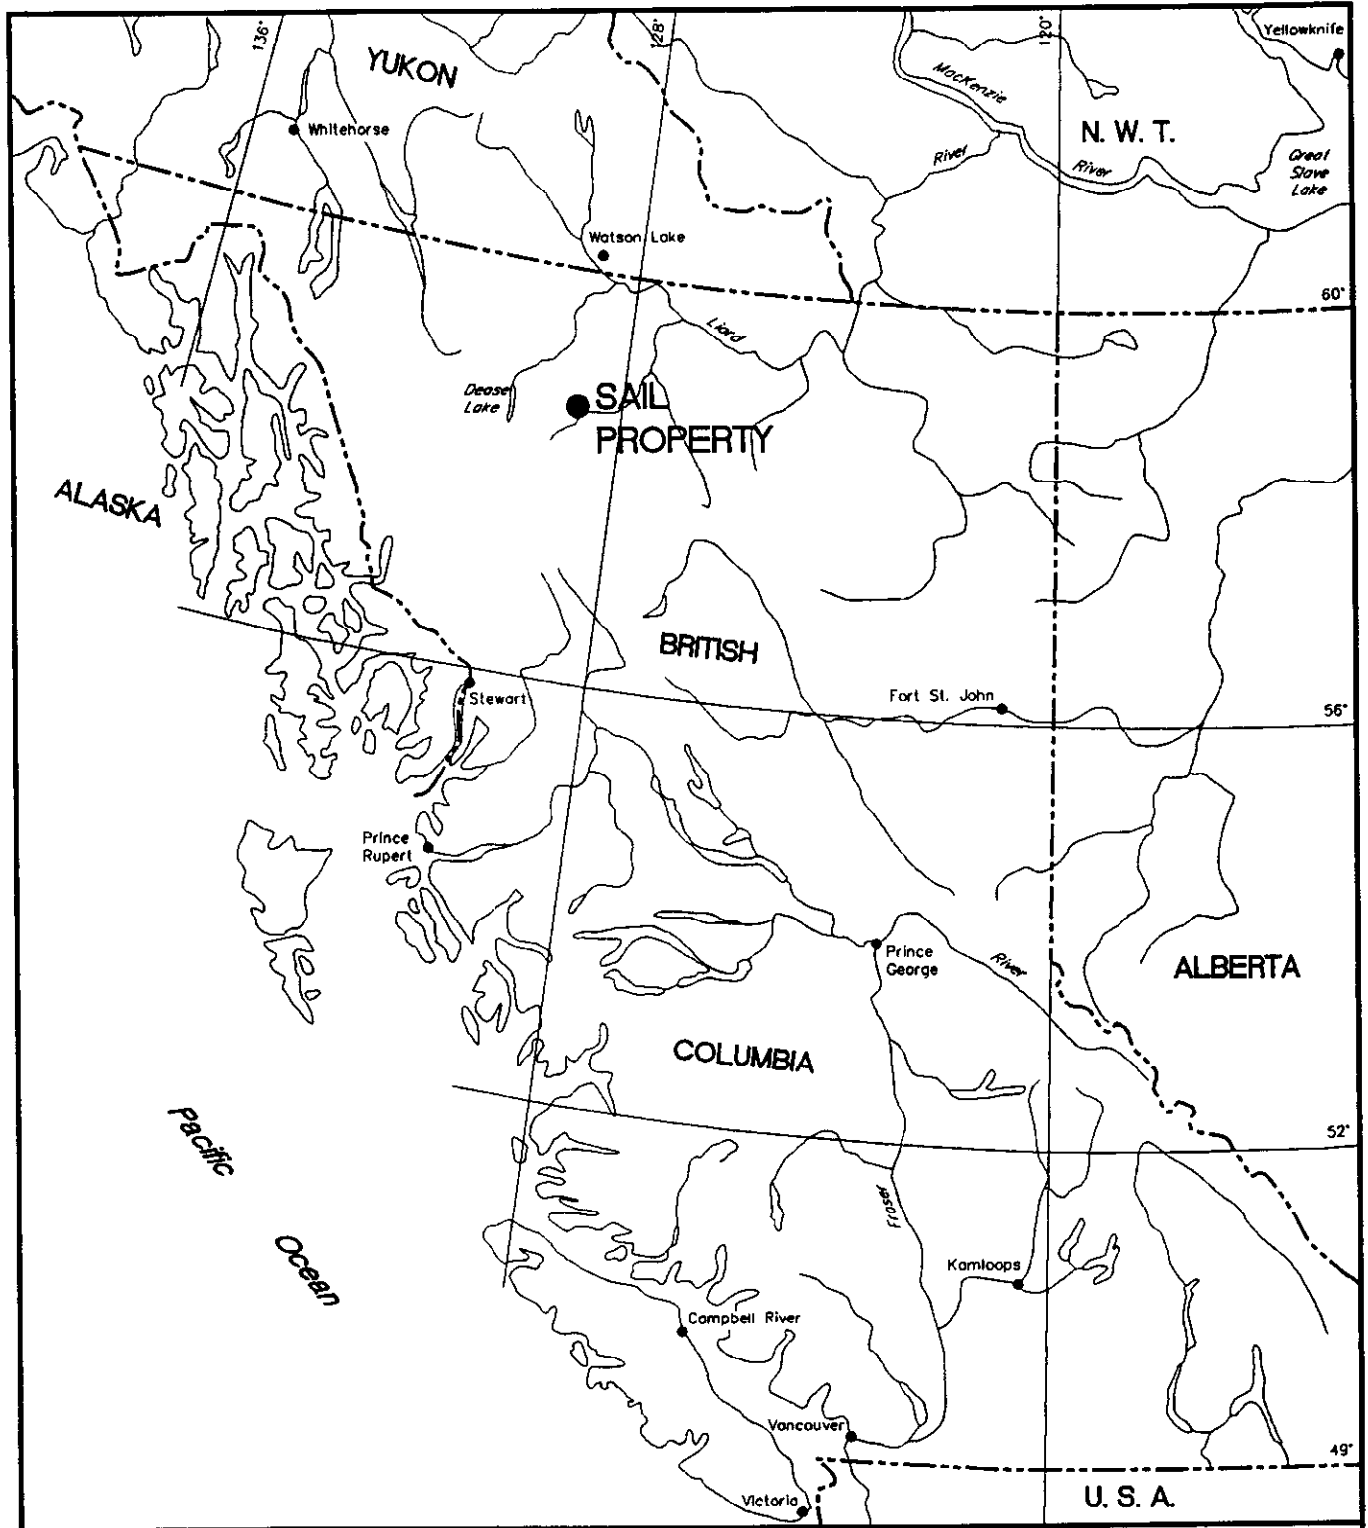 136°
128°
120°
Yellowknife
YUKON
MacKenzie
Whitehorse
N. W. T.
River
River
Great
Slave
Lake
Watson Lake
60°
Liard
Dease
Lake
SAIL
PROPERTY
ALASKA
BRITISH
Stewart
Fort St. John
56°
Prince
Rupert
Prince
George
River
ALBERTA
COLUMBIA
Pacific
52°
Fraser
Ocean
Kamloops
Campbell River
Vancouver
49°
Victoria
U. S. A.